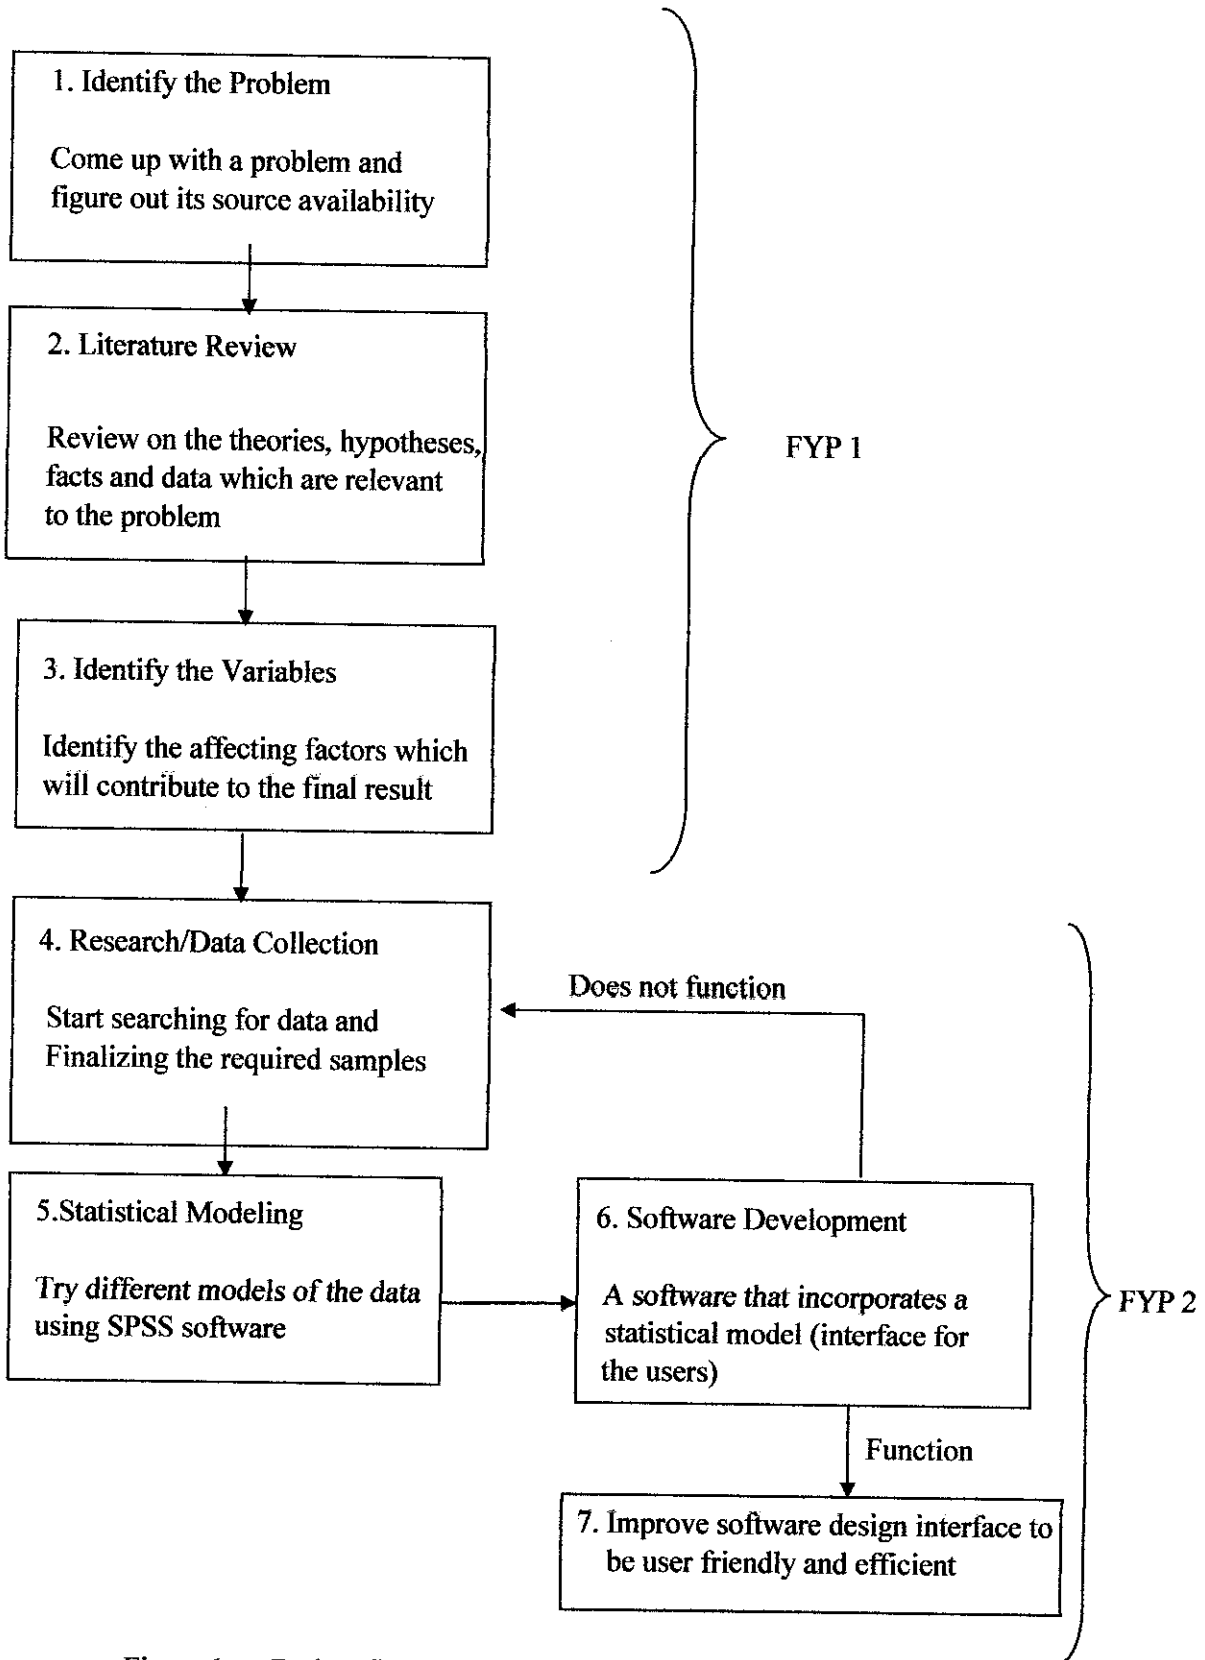 1. Identify the Problem
Come up with a problem and
figure out its source availability
2. Literature Review
Review on the theories, hypotheses,
facts and data which are relevant
to the problem
FYP 1
3. Identify the Variables
Identify the affecting factors which
will contribute to the final result
4. Research/Data Collection
Start searching for data and
Finalizing the required samples
Does not function
5.Statistical Modeling
Try different models of the data
using SPSS software
6. Software Development
A software that incorporates a
statistical model (interface for
the users)
FYP 2
Function
7. Improve software design interface to
be user friendly and efficient